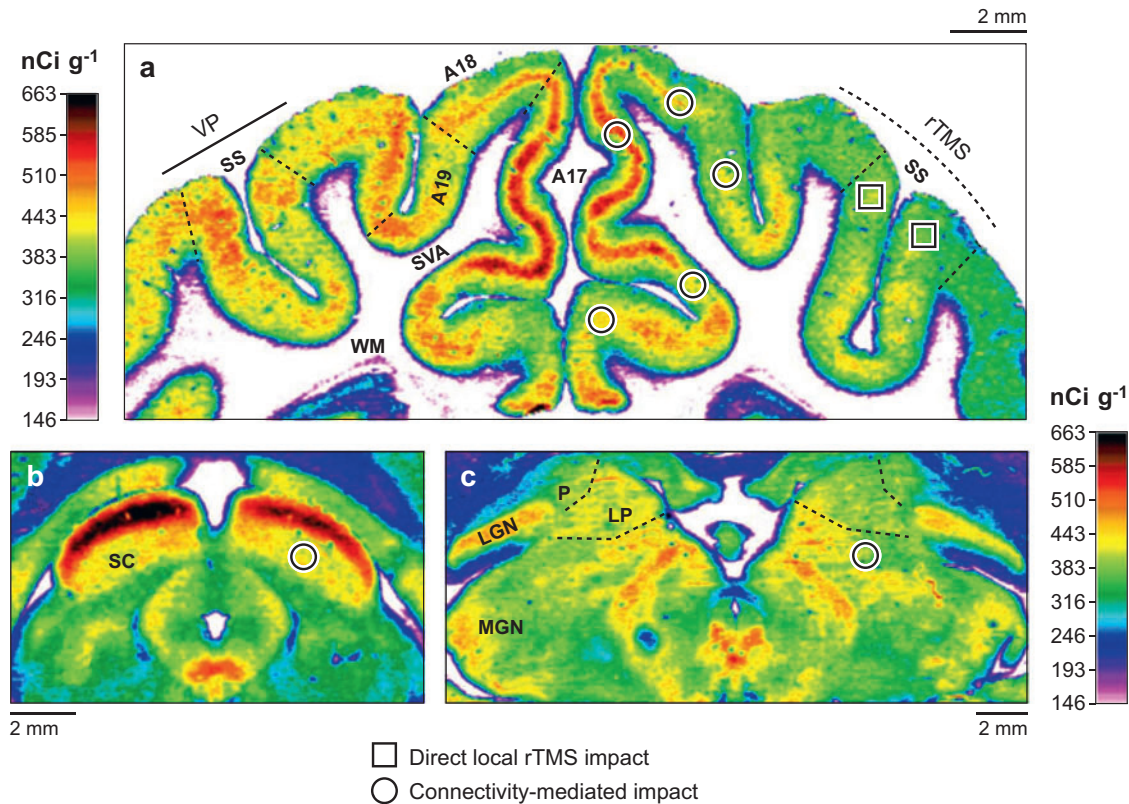 2 mm
nCi g-1
663
585
510
443
383
316
246
193
146
a
VP
SS
A18
A19
SVA
WM
A17
rTMS
SS
b
SC
2 mm
c
P
LP
LGN
MGN
2 mm
nCi g-1
663
585
510
443
383
316
246
193
146
Direct local rTMS impact
Connectivity-mediated impact